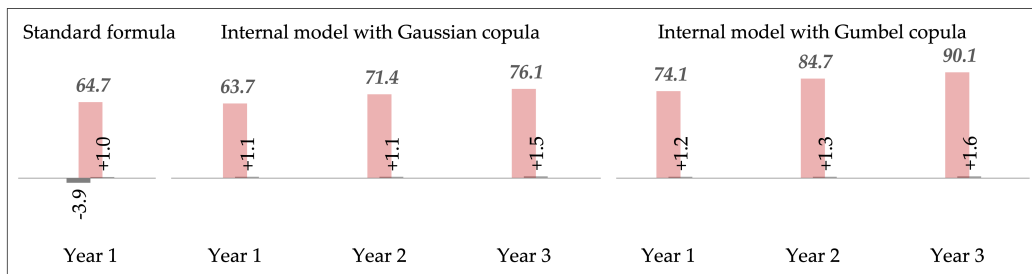 Standard formula
Internal model with Gaussian copula
Internal model with Gumbel copula
64.7
63.7
71.4
76.1
74.1
84.7
90.1
+1.0
+1.1
+1.1
+1.5
+1.2
+1.3
+1.6
-3.9
Year 1
Year 1
Year 2
Year 3
Year 1
Year 2
Year 3